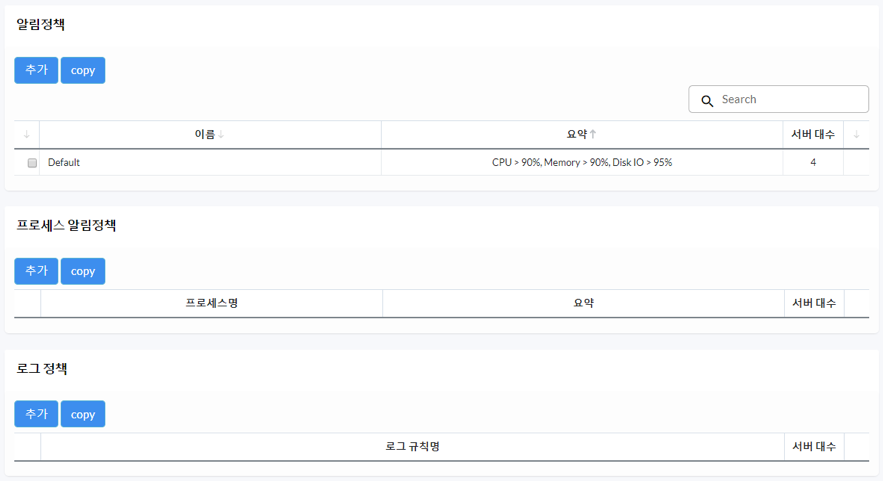 알림정책
추가 copy
Search
이름 요약 서버 대수
Default CPU > 90%, Memory > 90%, Disk IO > 95% 4
프로세스 알림정책
추가 copy
프로세스명 요약 서버 대수
로그 정책
추가 copy
로그 규칙명 서버 대수